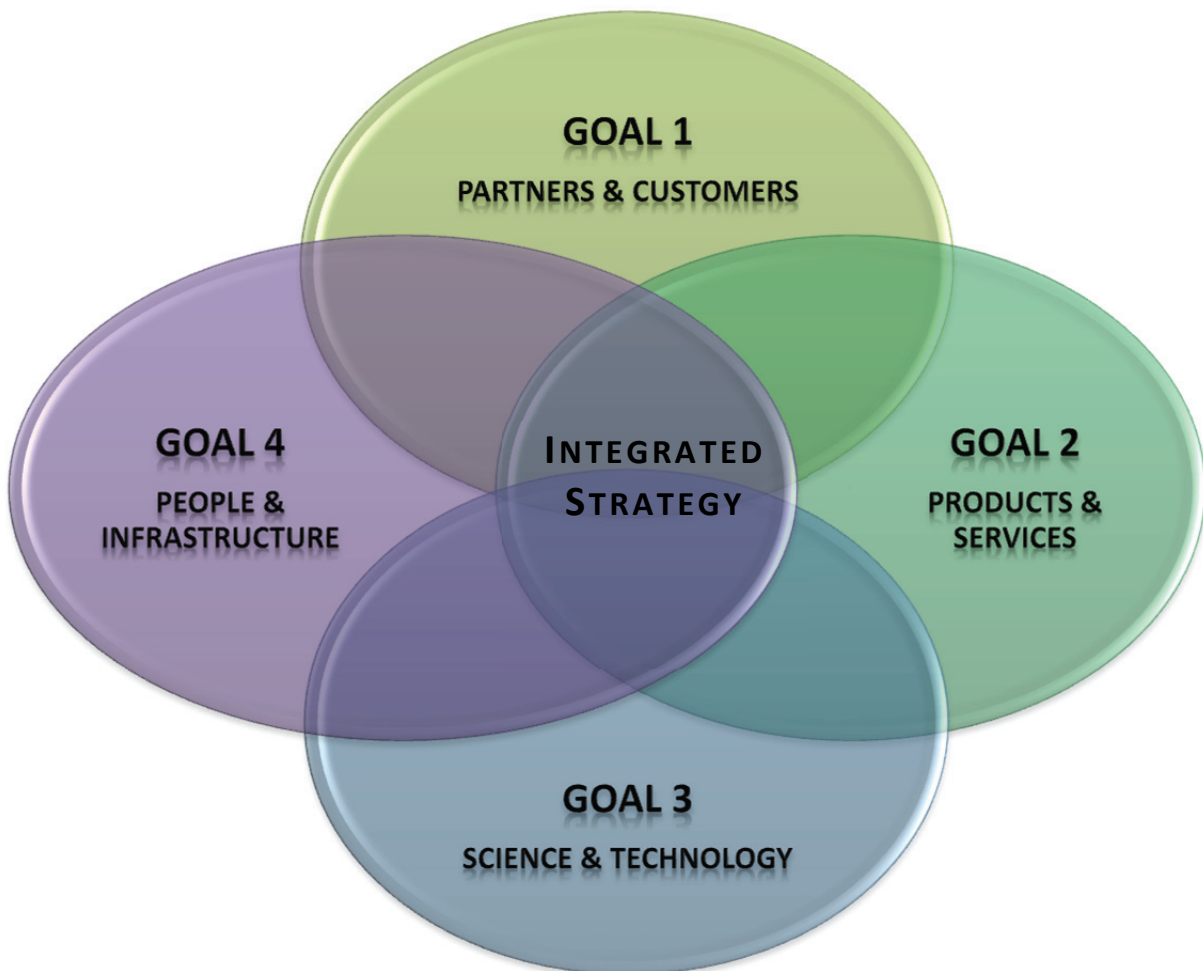 GOAL 1
PARTNERS & CUSTOMERS
GOAL 4
PEOPLE &
INFRASTRUCTURE
INTEGRATED
STRATEGY
GOAL 2
PRODUCTS &
SERVICES
GOAL 3
SCIENCE & TECHNOLOGY